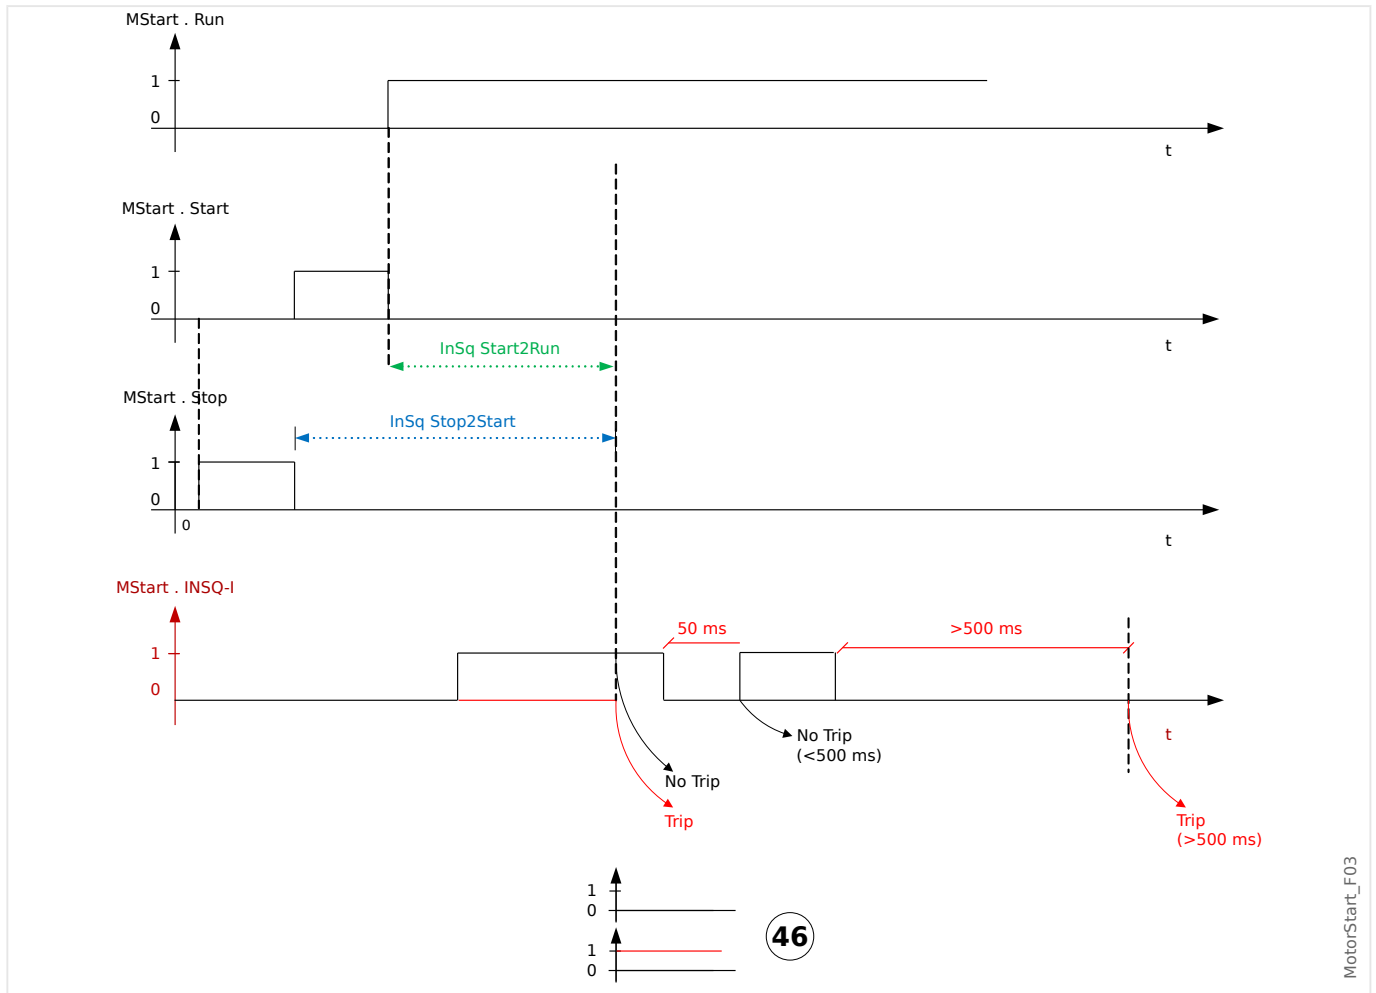 MStart . Run
1
0
t
MStart . Start
1
0
t
InSq Start2Run
MStart . Stop
InSq Stop2Start
1
0
0
t
MStart . INSQ-I
50 ms
>500 ms
1
0
t
No Trip
(<500 ms)
No Trip
Trip
Trip
(>500 ms)
1
0
46
1
0
MotorStart_F03